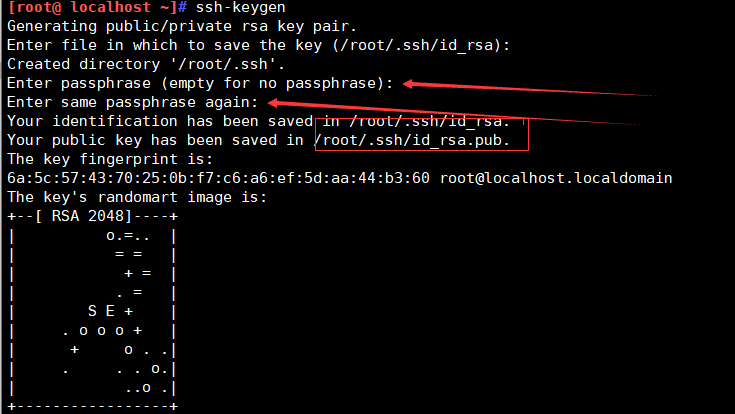 [root@ localhost ~]# ssh-keygen
Generating public/private rsa key pair.
Enter file in which to save the key (/root/.ssh/id_rsa):
Created directory '/root/.ssh'.
Enter passphrase (empty for no passphrase):
Enter same passphrase again:
Your identification has been saved in /root/.ssh/id_rsa.
Your public key has been saved in /root/.ssh/id_rsa.pub.
The key fingerprint is:
6a:5c:57:43:70:25:0b:f7:c6:a6:ef:5d:aa:44:b3:60 root@localhost.localdomain
The key's randomart image is:
+--[ RSA 2048]----+
|           o.=..  |
|            = =   |
|             + =  |
|            . =   |
|         S E +    |
|      . o o o +   |
|       +     o . .|
|      .     . . o.|
|             ..o .|
+-----------------+